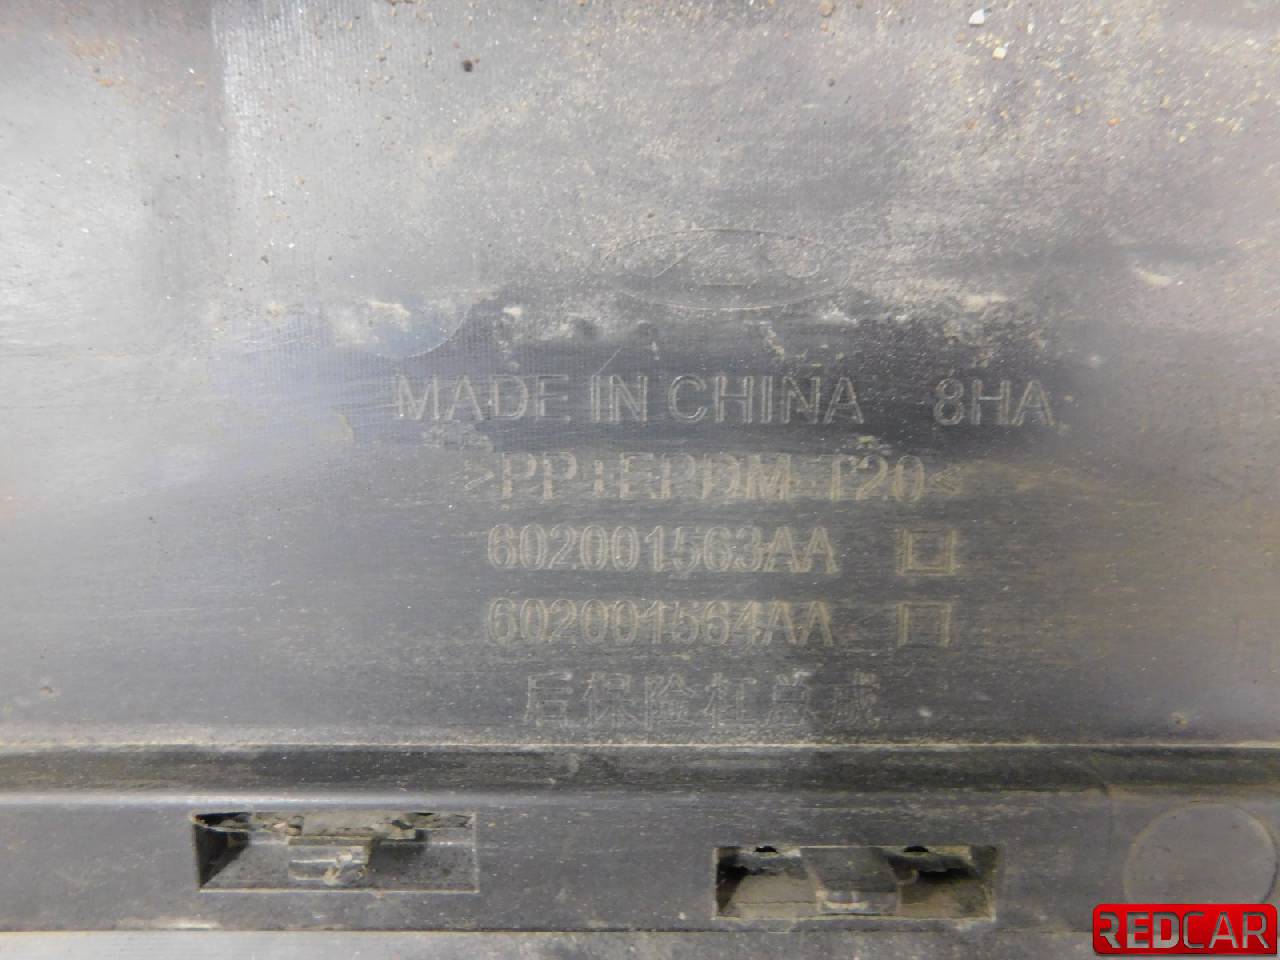 MADE IN CHINA 8HA
>PP+EPDM-T20<
602001563AA
602001564AA
后保险杠总成
REDCAR